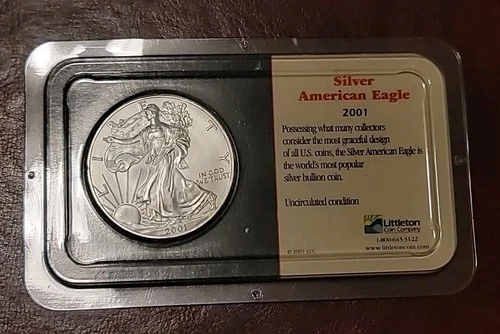 LIBERTY
IN GOD
WE TRUST
2001
Silver
American Eagle
2001
Possessing what many collectors
consider the most graceful design
of all U.S. coins, the Silver American Eagle is
the world's most popular
silver bullion coin.
Uncirculated condition
Littleton
Coin Company
1-800-645-3122
www.littletoncoin.com
© 2001 LCC